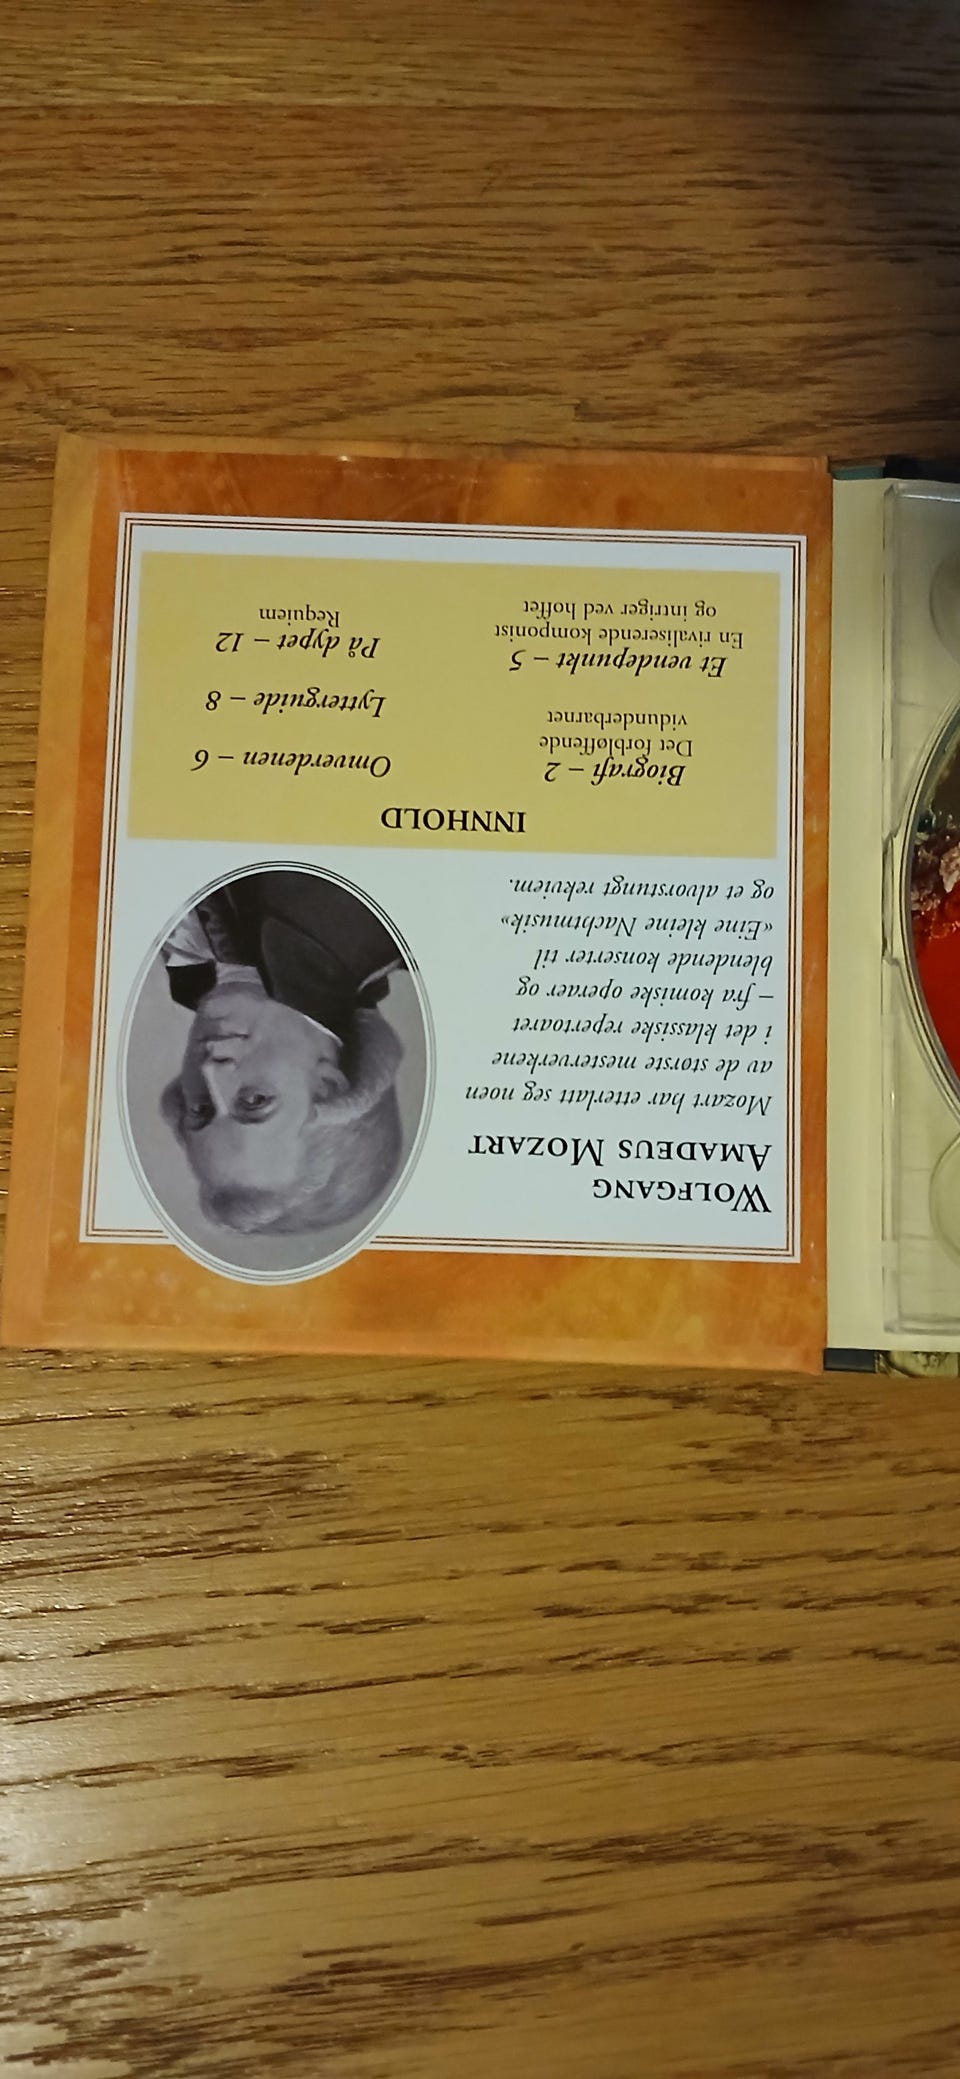 WOLFGANG
AMADEUS MOZART
Mozart har etterlatt seg noen
av de største mesterverkene
i det klassiske repertoaret
– fra komiske operaer og
blendende konserter til
«Eine kleine Nachtmusik»
og et alvorstungt rekviem.
INNHOLD
Biografi – 2
Det forbløffende
vidunderbarnet
Et vendepunkt – 5
En rivaliserende komponist
og intriger ved hoffet
Omverdenen – 6
Lytterguide – 8
På dypet – 12
Requiem